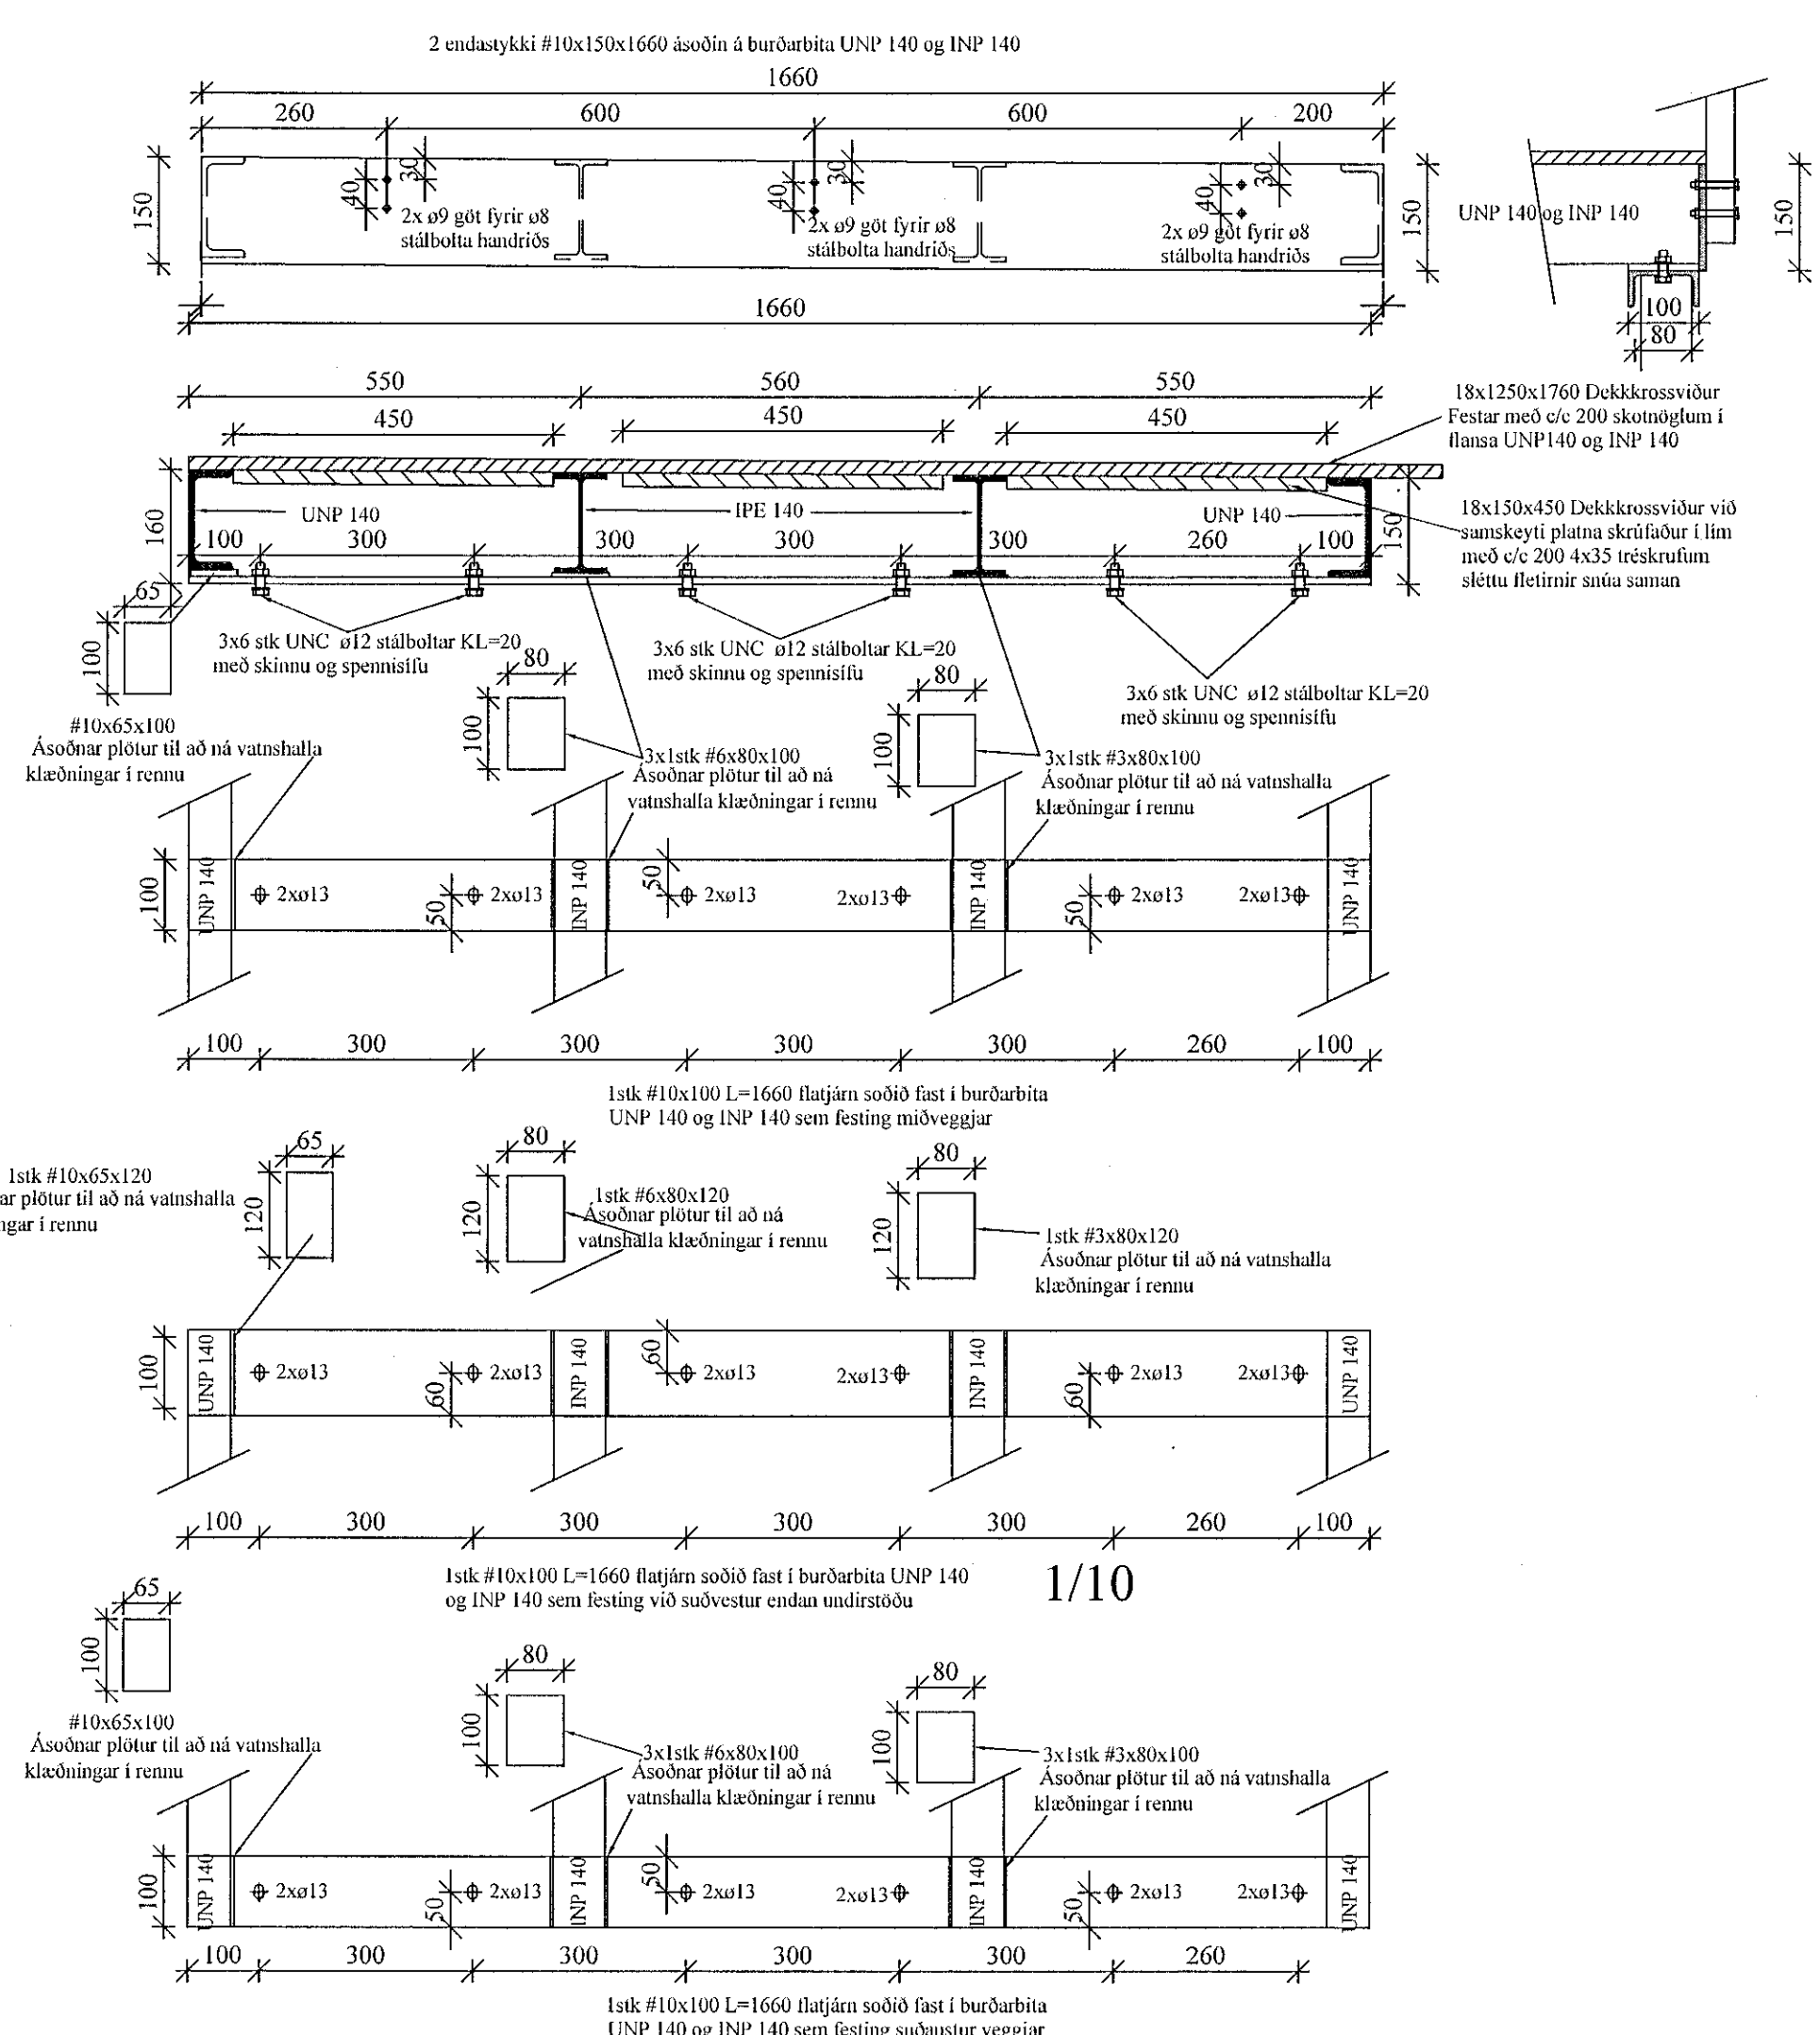 2 endastykki #10x150x1660 ásoðin á burðarbita UNP 140 og INP 140
1660
260 600 600 200
150
40
30
2x ø9 göt fyrir ø8
stálbolta handriðs
40
30
2x ø9 göt fyrir ø8
stálbolta handriðs
40
30
2x ø9 göt fyrir ø8
stálbolta handriðs
150
UNP 140 og INP 140
150
100
80
1660
550 560 550
450 450 450
18x1250x1760 Dekkkrossviður
Festar með c/c 200 skotnöglum í
flansa UNP140 og INP 140
160
UNP 140
IPE 140
UNP 140
150
100 300 300 300 300 260 100
18x150x450 Dekkkrossviður við
samskeyti platna skrúfaður í lím
með c/c 200 4x35 tréskrufum
sléttu fletirnir snúa saman
65
100
3x6 stk UNC ø12 stálboltar KL=20
með skinnu og spennisífu
3x6 stk UNC ø12 stálboltar KL=20
með skinnu og spennisífu
3x6 stk UNC ø12 stálboltar KL=20
með skinnu og spennisífu
#10x65x100
Ásoðnar plötur til að ná vatnshalla
klæðningar í rennu
80
100
3x1stk #6x80x100
Ásoðnar plötur til að ná
vatnshalla klæðningar í rennu
80
100
3x1stk #3x80x100
Ásoðnar plötur til að ná vatnshalla
klæðningar í rennu
100
UNP 140
2xø13
50
2xø13
INP 140
50
2xø13
2xø13
INP 140
50
2xø13
2xø13
UNP 140
100 300 300 300 300 260 100
1stk #10x100 L=1660 flatjárn soðið fast í burðarbita
UNP 140 og INP 140 sem festing miðveggjar
1stk #10x65x120
ar plötur til að ná vatnshalla
ngar í rennu
65
120
80
120
1stk #6x80x120
Ásoðnar plötur til að ná
vatnshalla klæðningar í rennu
80
120
1stk #3x80x120
Ásoðnar plötur til að ná vatnshalla
klæðningar í rennu
100
UNP 140
2xø13
60
2xø13
INP 140
60
2xø13
2xø13
INP 140
60
2xø13
2xø13
UNP 140
100 300 300 300 300 260 100
1stk #10x100 L=1660 flatjárn soðið fast í burðarbita UNP 140
og INP 140 sem festing við suðvestur endan undirstöðu
1/10
65
100
#10x65x100
Ásoðnar plötur til að ná vatnshalla
klæðningar í rennu
80
100
3x1stk #6x80x100
Ásoðnar plötur til að ná
vatnshalla klæðningar í rennu
80
100
3x1stk #3x80x100
Ásoðnar plötur til að ná vatnshalla
klæðningar í rennu
100
UNP 140
2xø13
50
2xø13
INP 140
50
2xø13
2xø13
INP 140
50
2xø13
2xø13
UNP 140
100 300 300 300 300 260
1stk #10x100 L=1660 flatjárn soðið fast í burðarbita
UNP 140 og INP 140 sem festing suðaustur veggjar